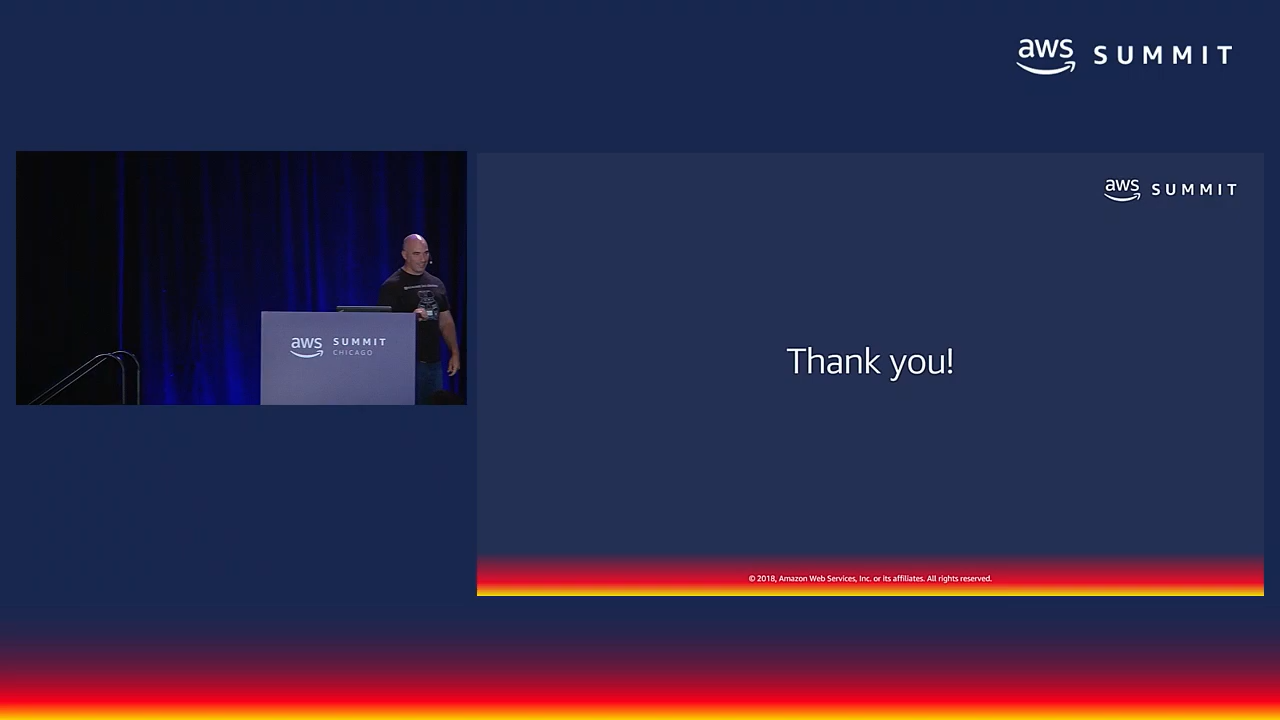 aws SUMMIT
aws SUMMIT
aws SUMMIT
CHICAGO
Thank you!
© 2018, Amazon Web Services, Inc. or its affiliates. All rights reserved.